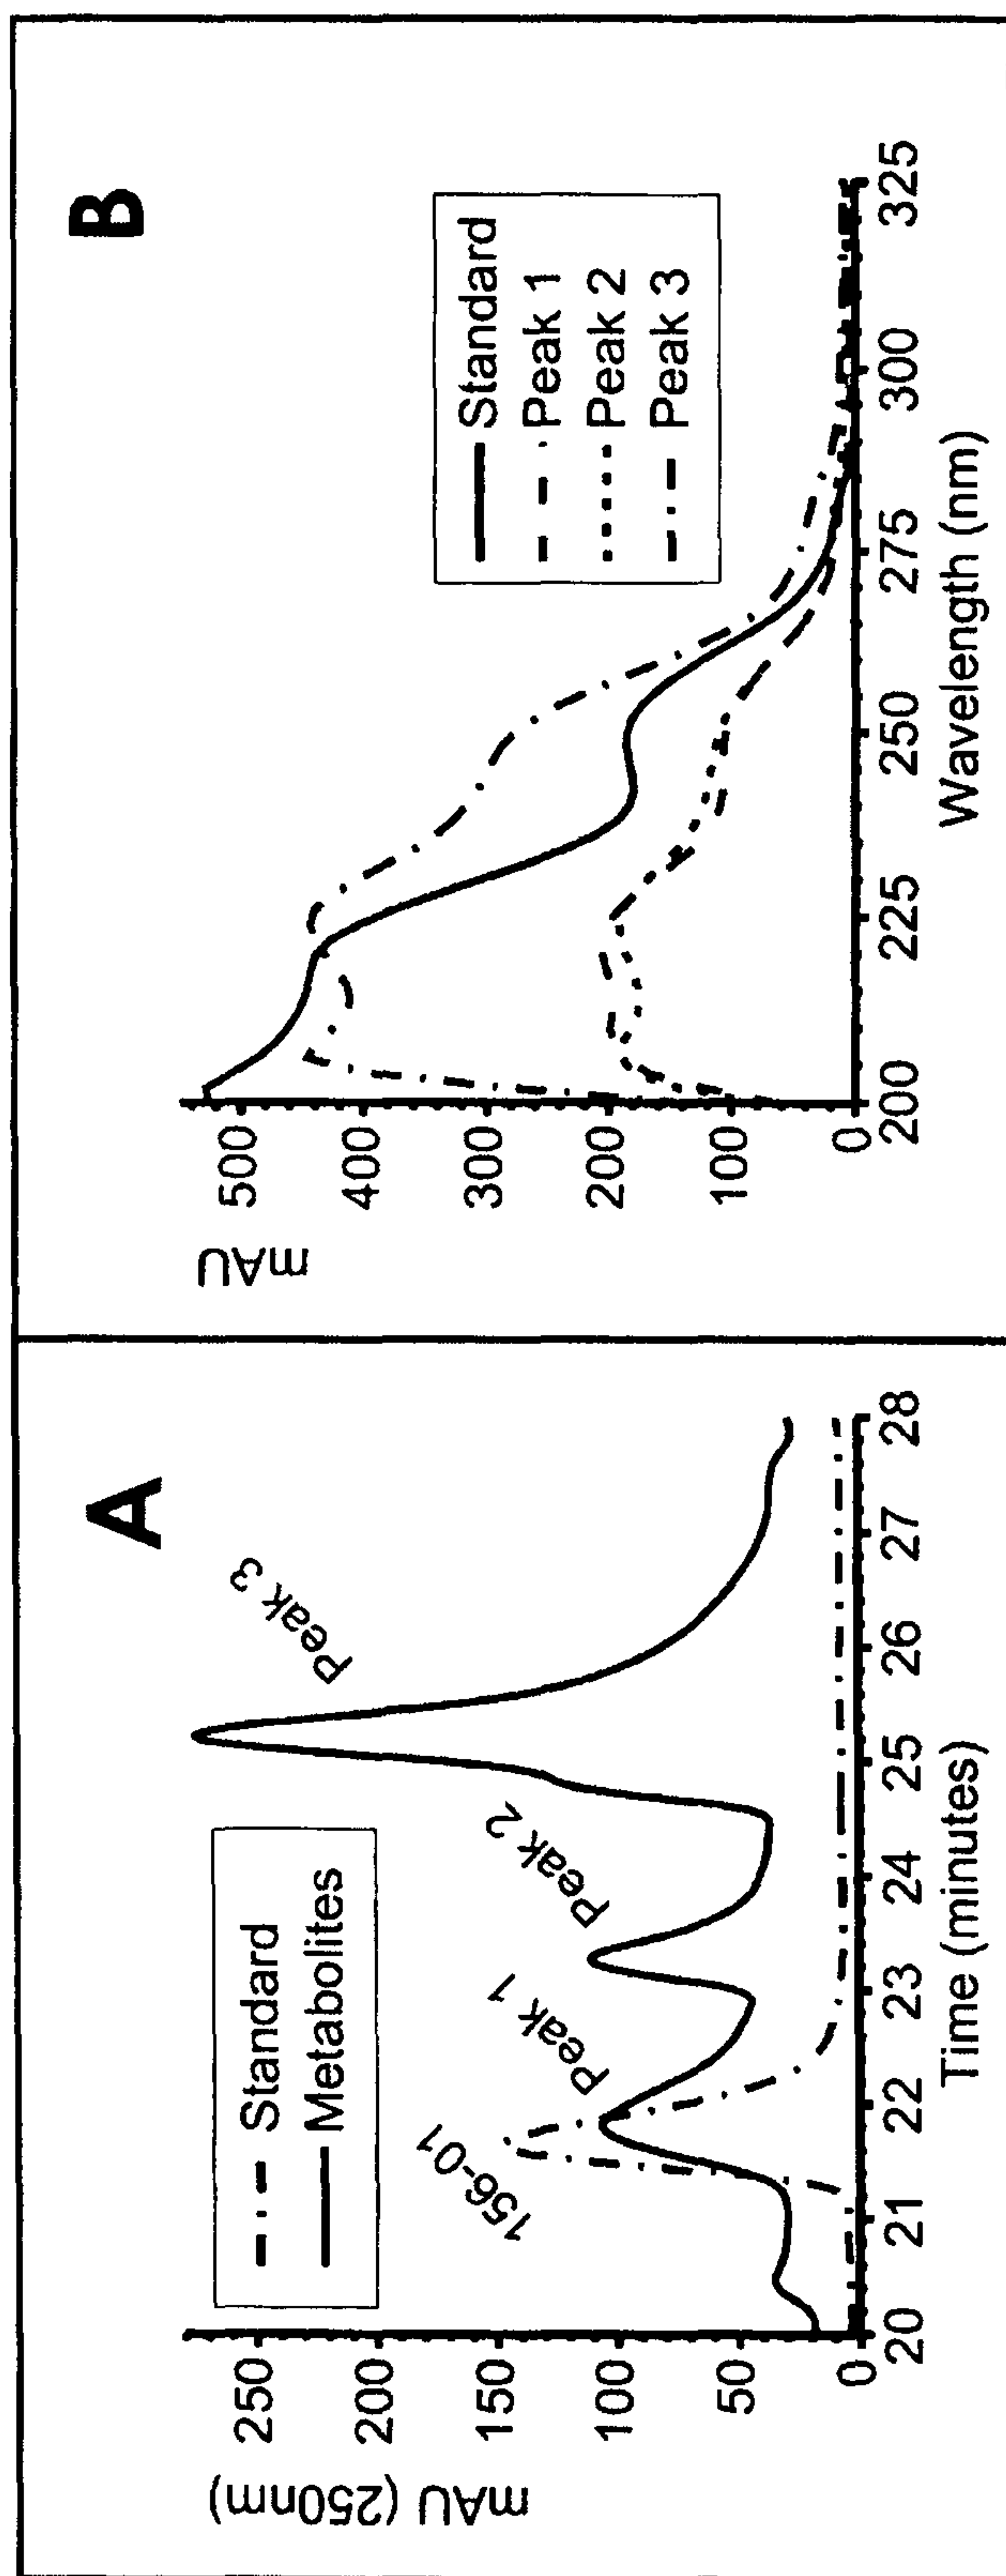 A
mAU (250nm)
250
200
150
100
50
0
Standard
Metabolites
156-01
Peak 1
Peak 2
Peak 3
20 21 22 23 24 25 26 27 28
Time (minutes)
B
mAU
500
400
300
200
100
0
Standard
Peak 1
Peak 2
Peak 3
200 225 250 275 300 325
Wavelength (nm)